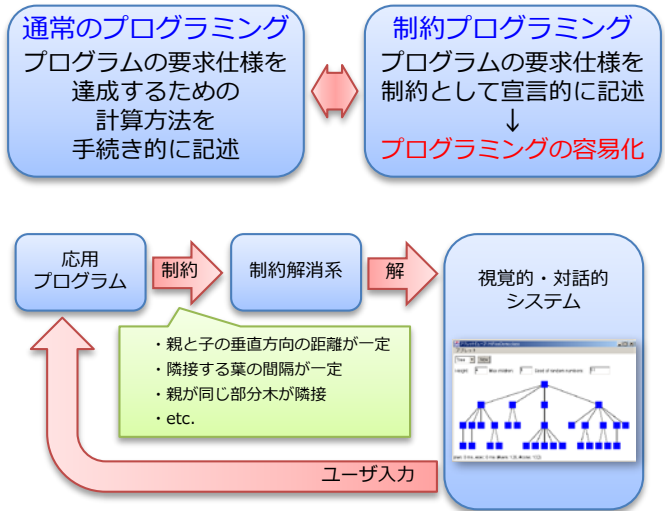 通常のプログラミング
プログラムの要求仕様を
達成するための
計算方法を
手続き的に記述
制約プログラミング
プログラムの要求仕様を
制約として宣言的に記述
↓
プログラミングの容易化
応用
プログラム
制約
制約解消系
解
視覚的・対話的
システム
・親と子の垂直方向の距離が一定
・隣接する葉の間隔が一定
・親が同じ部分木が隣接
・etc.
Height
Max children
Seed of random numbers
ユーザ入力